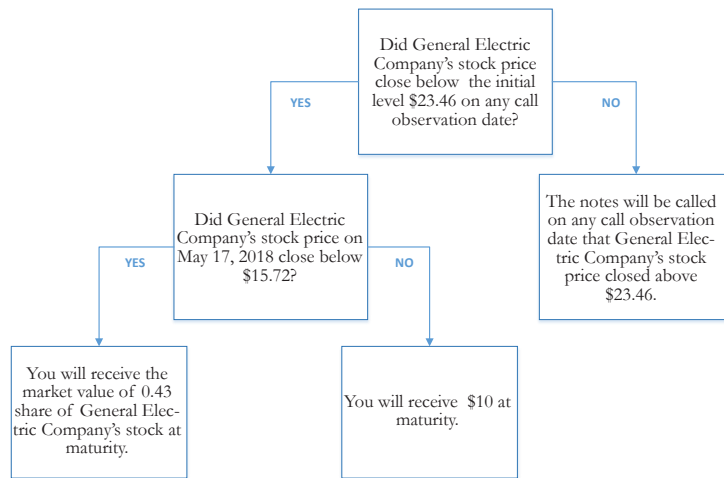 Did General Electric
Company's stock price
close below the initial
level $23.46 on any call
observation date?
YES
NO
Did General Electric
Company's stock price on
May 17, 2018 close below
$15.72?
The notes will be called
on any call observation
date that General Elec-
tric Company's stock
price closed above
$23.46.
YES
NO
You will receive the
market value of 0.43
share of General Elec-
tric Company's stock at
maturity.
You will receive $10 at
maturity.